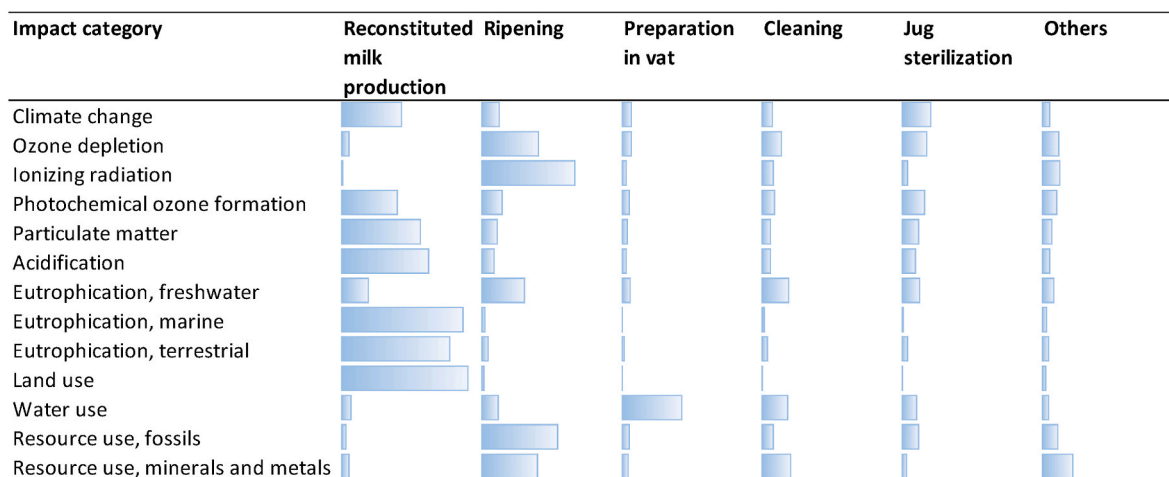 Impact category Reconstituted Ripening Preparation Cleaning Jug Others
milk in vat sterilization
production
Climate change
Ozone depletion
Ionizing radiation
Photochemical ozone formation
Particulate matter
Acidification
Eutrophication, freshwater
Eutrophication, marine
Eutrophication, terrestrial
Land use
Water use
Resource use, fossils
Resource use, minerals and metals